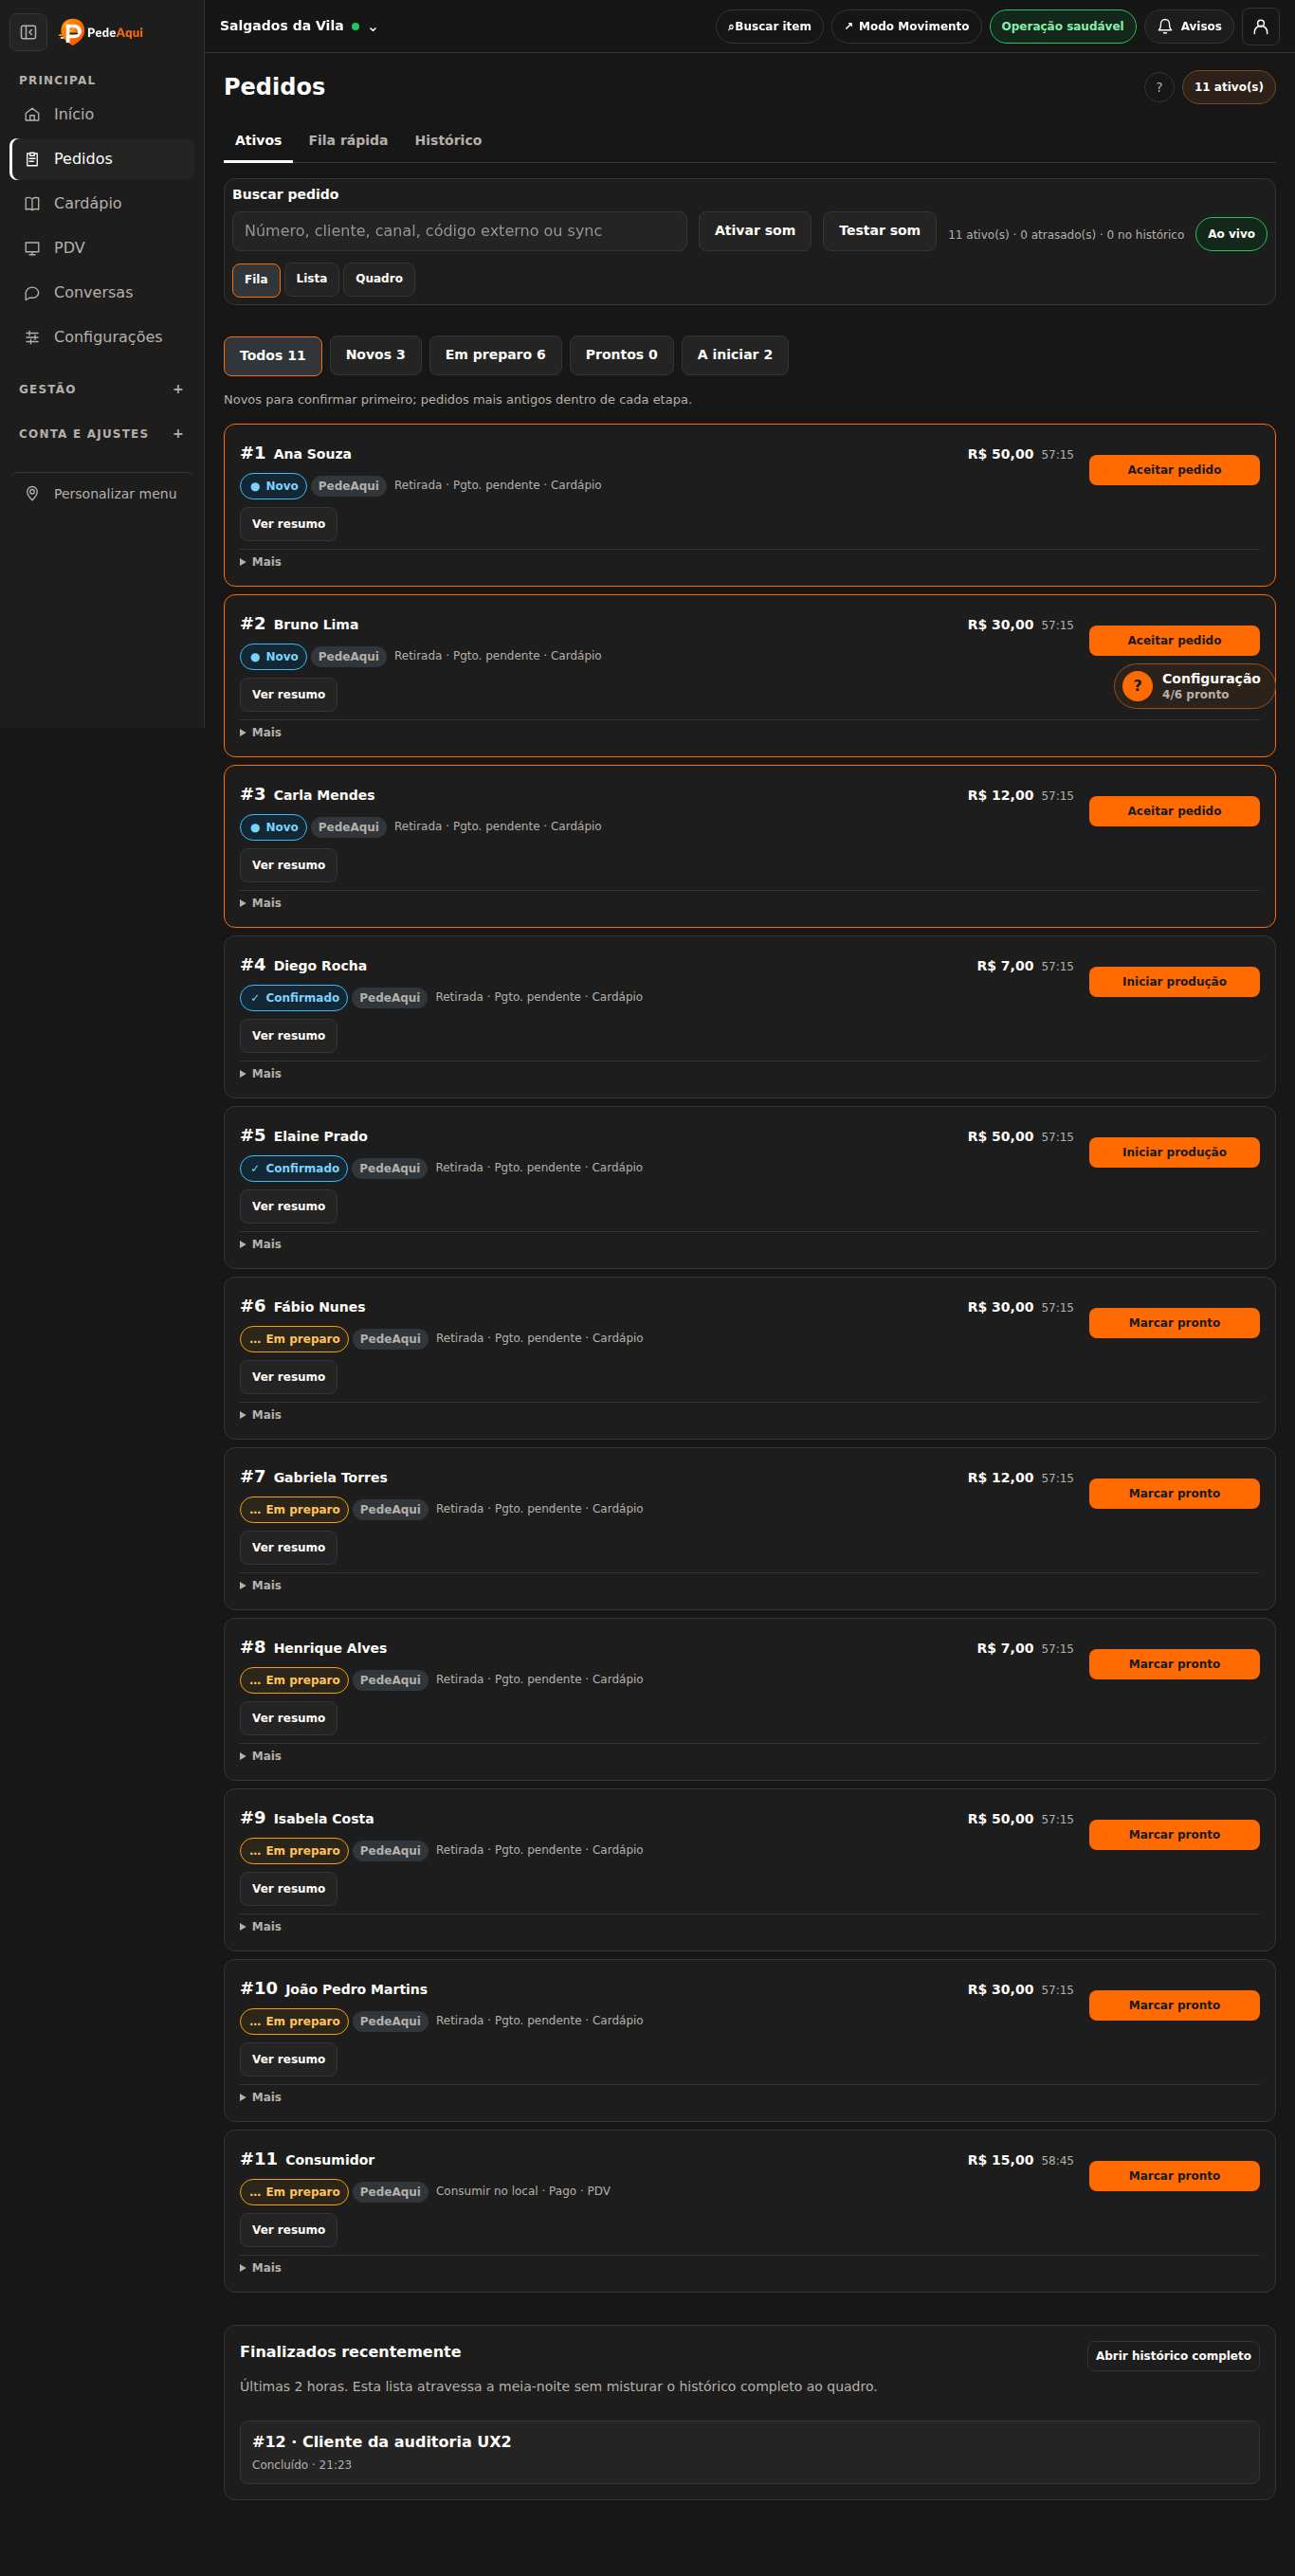 PedeAqui
PRINCIPAL
Início
Pedidos
Cardápio
PDV
Conversas
Configurações
GESTÃO +
CONTA E AJUSTES +
Personalizar menu
Salgados da Vila
Buscar item
↗ Modo Movimento
Operação saudável
Avisos
Pedidos
?
11 ativo(s)
Ativos
Fila rápida
Histórico
Buscar pedido
Número, cliente, canal, código externo ou sync
Ativar som
Testar som
11 ativo(s) · 0 atrasado(s) · 0 no histórico
Ao vivo
Fila
Lista
Quadro
Todos 11
Novos 3
Em preparo 6
Prontos 0
A iniciar 2
Novos para confirmar primeiro; pedidos mais antigos dentro de cada etapa.
#1 Ana Souza
R$ 50,00 57:15
Aceitar pedido
● Novo PedeAqui Retirada · Pgto. pendente · Cardápio
Ver resumo
Mais
#2 Bruno Lima
R$ 30,00 57:15
Aceitar pedido
● Novo PedeAqui Retirada · Pgto. pendente · Cardápio
Ver resumo
Mais
? Configuração
4/6 pronto
#3 Carla Mendes
R$ 12,00 57:15
Aceitar pedido
● Novo PedeAqui Retirada · Pgto. pendente · Cardápio
Ver resumo
Mais
#4 Diego Rocha
R$ 7,00 57:15
Iniciar produção
✓ Confirmado PedeAqui Retirada · Pgto. pendente · Cardápio
Ver resumo
Mais
#5 Elaine Prado
R$ 50,00 57:15
Iniciar produção
✓ Confirmado PedeAqui Retirada · Pgto. pendente · Cardápio
Ver resumo
Mais
#6 Fábio Nunes
R$ 30,00 57:15
Marcar pronto
… Em preparo PedeAqui Retirada · Pgto. pendente · Cardápio
Ver resumo
Mais
#7 Gabriela Torres
R$ 12,00 57:15
Marcar pronto
… Em preparo PedeAqui Retirada · Pgto. pendente · Cardápio
Ver resumo
Mais
#8 Henrique Alves
R$ 7,00 57:15
Marcar pronto
… Em preparo PedeAqui Retirada · Pgto. pendente · Cardápio
Ver resumo
Mais
#9 Isabela Costa
R$ 50,00 57:15
Marcar pronto
… Em preparo PedeAqui Retirada · Pgto. pendente · Cardápio
Ver resumo
Mais
#10 João Pedro Martins
R$ 30,00 57:15
Marcar pronto
… Em preparo PedeAqui Retirada · Pgto. pendente · Cardápio
Ver resumo
Mais
#11 Consumidor
R$ 15,00 58:45
Marcar pronto
… Em preparo PedeAqui Consumir no local · Pago · PDV
Ver resumo
Mais
Finalizados recentemente
Abrir histórico completo
Últimas 2 horas. Esta lista atravessa a meia-noite sem misturar o histórico completo ao quadro.
#12 · Cliente da auditoria UX2
Concluído · 21:23